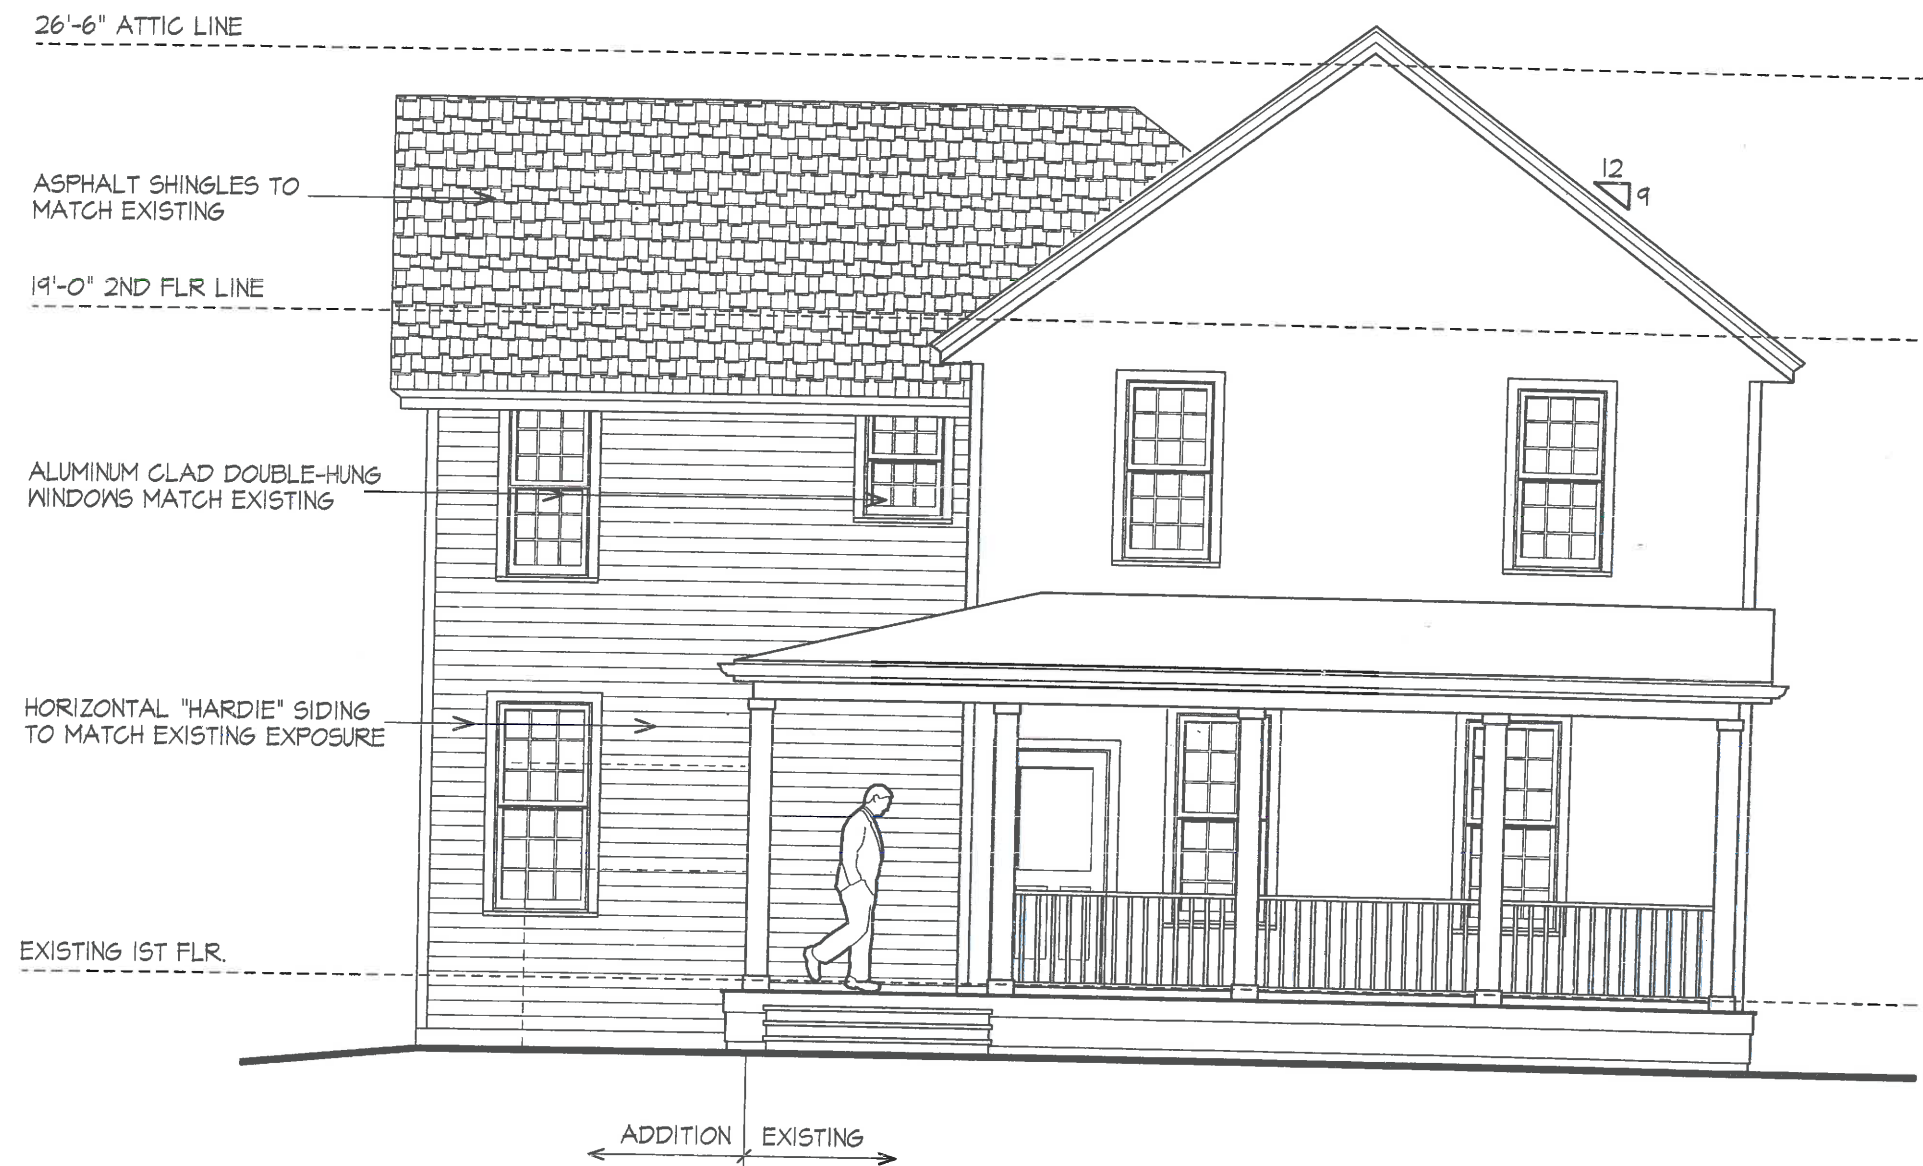 26'-6" ATTIC LINE
12
9
ASPHALT SHINGLES TO
MATCH EXISTING
19'-0" 2ND FLR LINE
ALUMINUM CLAD DOUBLE-HUNG
WINDOWS MATCH EXISTING
HORIZONTAL "HARDIE" SIDING
TO MATCH EXISTING EXPOSURE
EXISTING 1ST FLR.
ADDITION EXISTING